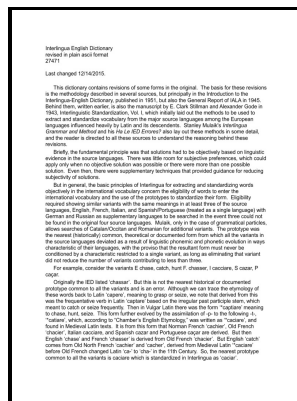 Interlingua English Dictionary
revised in plain ascii format
27471
Last changed 12/14/2015.
This dictionary contains revisions of some forms in the original. The basis for these revisions
is the methodology described in several sources, but principally in the Introduction to the
Interlingua-English Dictionary, published in 1951, but also the General Report of IALA in 1945.
Behind them, written earlier, is also the manuscript by E. Clark Stillman and Alexander Gode in
1943, Interlinguistic Standardization, Vol. I, which initially laid out the methods to be used to
extract and standardize vocabulary from the major source languages among the European
languages influenced heavily by Latin and its descendents. Stanley Mulaik's Interlingua
Grammar and Method and his Ha Le IED Errores? also lay out these methods in some detail,
and the reader is directed to all these sources to understand the reasoning behind these
revisions.
Briefly, the fundamental principle was that solutions had to be objectively based on linguistic
evidence in the source languages. There was little room for subjective preferences, which could
apply only when no objective solution was possible or there were more than one possible
solution. Even then, there were supplementary techniques that provided guidance for reducing
subjectivity of solutions.
But in general, the basic principles of Interlingua for extracting and standardizing words
objectively in the international vocabulary concern the eligibility of words to enter the
international vocabulary and the use of the prototypes to standardize their form. Eligibility
required showing similar variants with the same meanings in at least three of the source
languages, English, French, Italian, and Spanish/Portuguese (treated as a single language) with
German and Russian as supplementary languages to be searched in the event three could not
be found in the original four source languages. Mulaik, only in the case of grammatical particles,
allows searches of Catalan/Occitan and Romanian for additional variants. The prototype was
the nearest (historically) common, theoretical or documented form from which all the variants in
the source languages deviated as a result of linguistic phonemic and phonetic evolution in ways
characteristic of their languages, with the proviso that the resultant form must never be
conditioned by a characteristic restricted to a single variant, as long as eliminating that variant
did not reduce the number of variants contributing to less than three.
For example, consider the variants E chase, catch, hunt F. chasser, I cacciare, S cazar, P
caçar.
Originally the IED listed 'chassar'. But this is not the nearest historical or documented
prototype common to all the variants and is an error. Although we can trace the etymology of
these words back to Latin 'capere', meaning to grasp or seize, we note that derived from this
was the frequentative verb in Latin 'captare' based on the irregular past participle stem, which
meant to catch or seize frequently. Then in Vulgar Latin there was the form '*captiare', meaning
to chase, hunt, seize. This form further evolved by the assimilation of -p- to the following -t-,
'*cattiare', which, according to "Chamber's English Etymology," was written as '*caciare', and
found in Medieval Latin texts. It is from this form that Norman French 'cachier', Old French
'chacier', Italian cacciare, and Spanish cazar and Portuguese caçar are derived. But then
English 'chase' and French 'chasser' is derived from Old French 'chacier'. But English 'catch'
comes from Old North French 'cachier' and 'cacher', derived from Medieval Latin '*caciare'
before Old French changed Latin 'ca-' to 'cha-' in the 11th Century. So, the nearest prototype
common to all the variants is caciare which is standardized in Interlingua as 'caciar'.